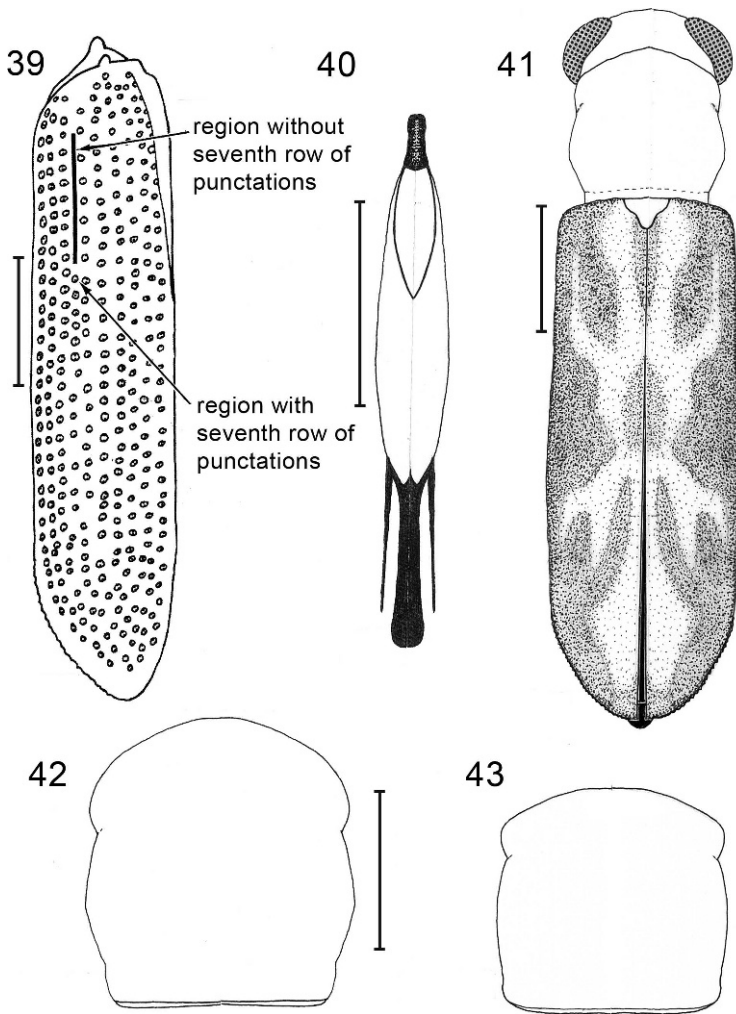 39
40
41
region without
seventh row of
punctations
region with
seventh row of
punctations
42
43